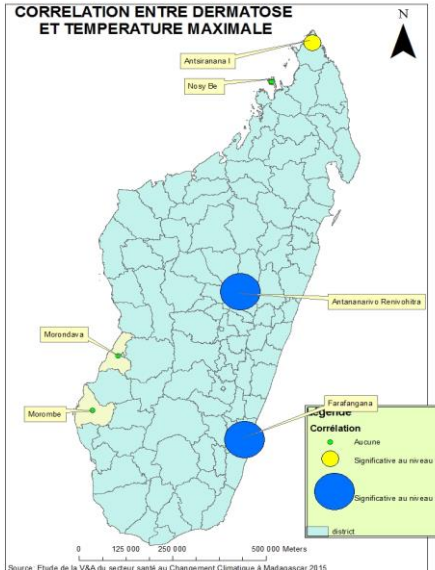 CORRELATION ENTRE DERMATOSE
ET TEMPERATURE MAXIMALE
N
Antsiranana I
Nosy Be
Antananarivo Renivohitra
Morondava
Farafangana
Morombe
Légende
Corrélation
Aucune
Significative au niveau
Significative au niveau
district
0 125 000 250 000 500 000 Meters
Source: Etude de la V&A du secteur santé au Changement Climatique à Madagascar,2015